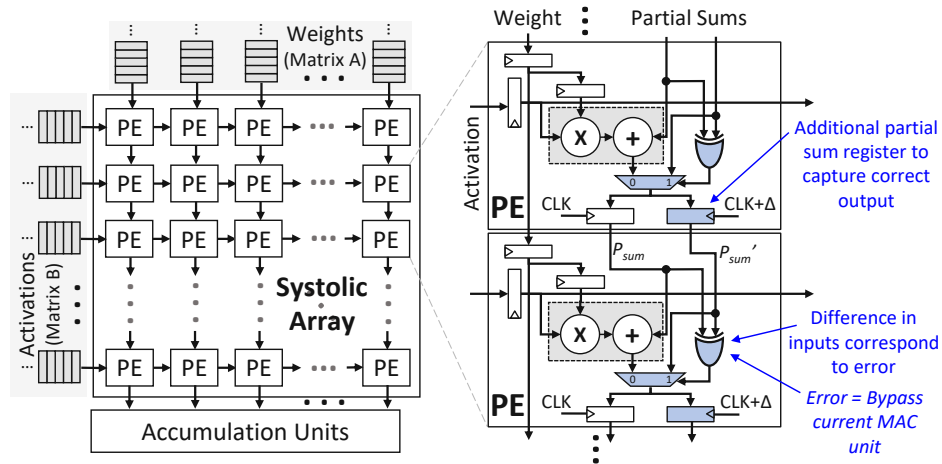 Weights
(Matrix A)
Activations
(Matrix B)
PE PE PE PE
PE PE PE PE
PE PE PE PE
Systolic
Array
PE PE PE PE
Accumulation Units
Weight
Partial Sums
Activation
X
+
0 1
CLK
CLK+Δ
PE
Additional partial
sum register to
capture correct
output
Psum
Psum'
X
+
0 1
CLK
CLK+Δ
PE
Difference in
inputs correspond
to error
Error = Bypass
current MAC
unit